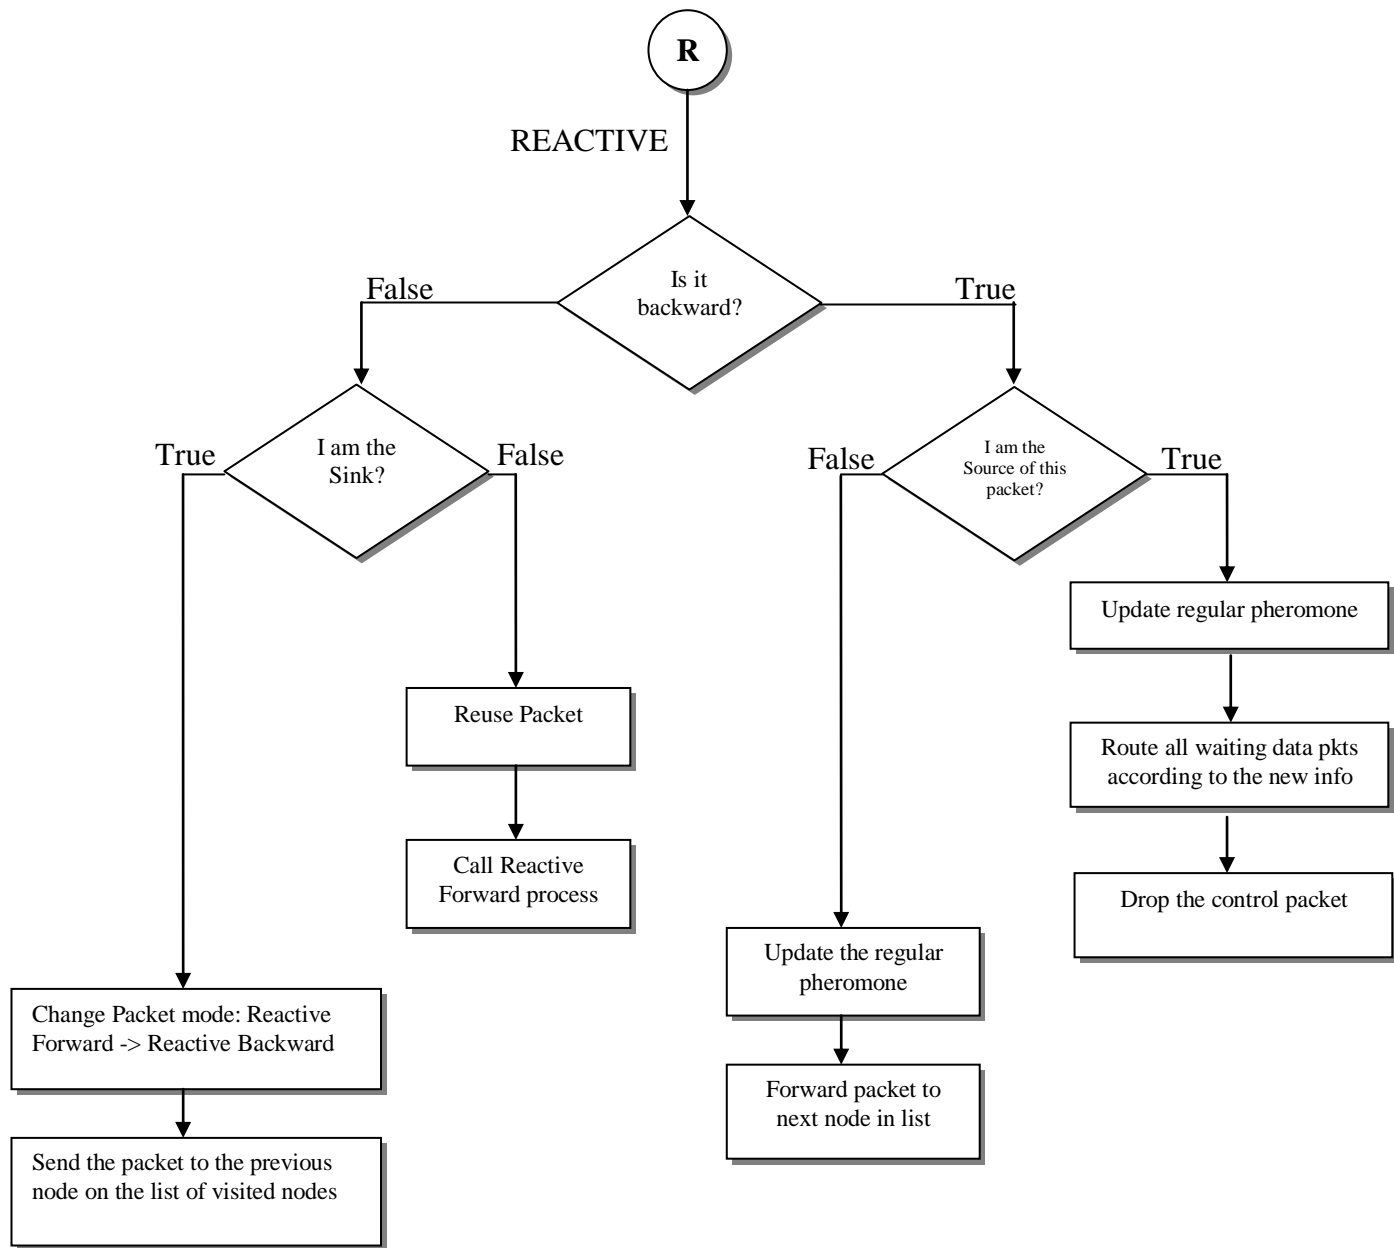 R
REACTIVE
Is it
backward?
False
True
I am the
Sink?
True
False
I am the
Source of this
packet?
False
True
Update regular pheromone
Reuse Packet
Route all waiting data pkts
according to the new info
Call Reactive
Forward process
Drop the control packet
Update the regular
pheromone
Change Packet mode: Reactive
Forward -> Reactive Backward
Forward packet to
next node in list
Send the packet to the previous
node on the list of visited nodes